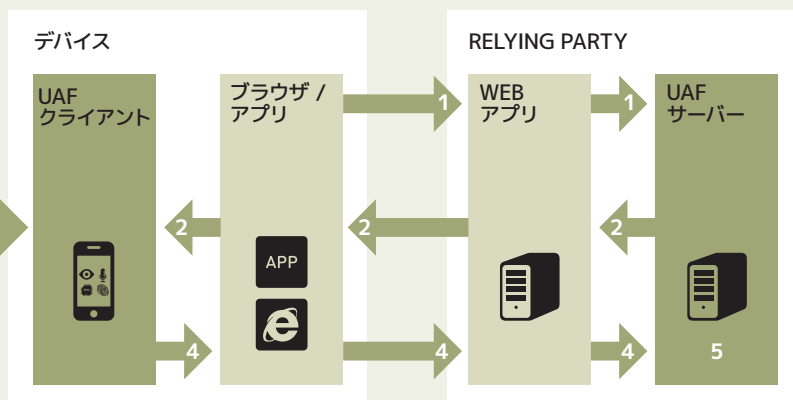 デバイス
RELYING PARTY
UAF
クライアント
ブラウザ /
アプリ
WEB
アプリ
UAF
サーバー
1
1
2
2
2
APP
4
4
4
5